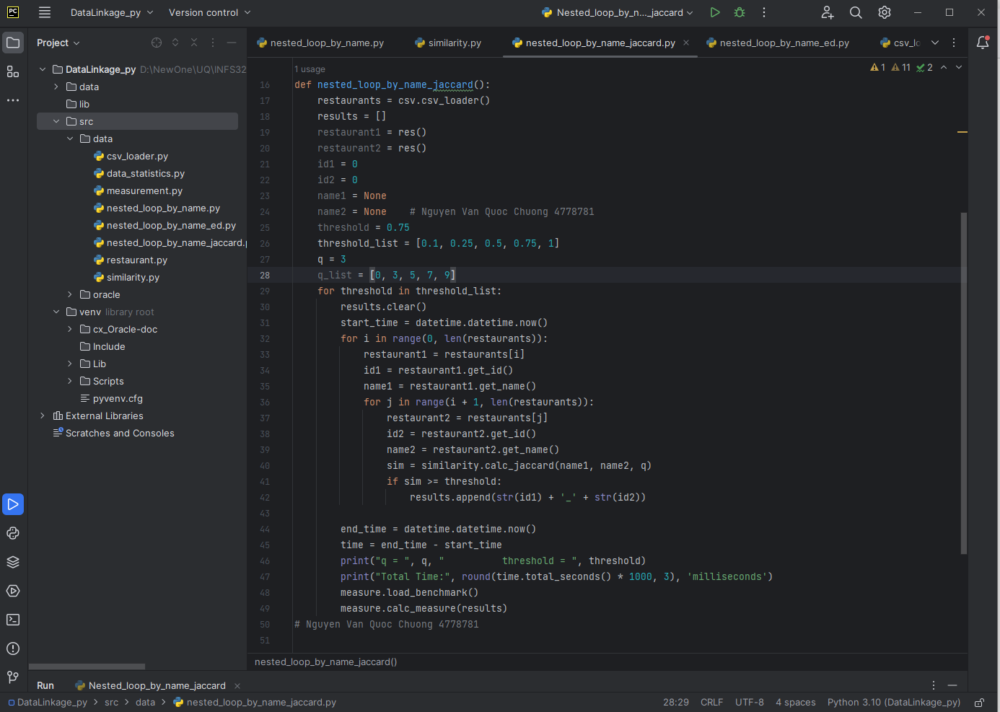 PC
DataLinkage_py
Version control
Nested_loop_by_n..._jaccard
Project
nested_loop_by_name.py
similarity.py
nested_loop_by_name_jaccard.py
nested_loop_by_name_ed.py
DataLinkage_py D:\NewOne\UQ\INFS32
data
lib
src
data
csv_loader.py
data_statistics.py
measurement.py
nested_loop_by_name.py
nested_loop_by_name_ed.py
nested_loop_by_name_jaccard.
restaurant.py
similarity.py
oracle
venv library root
cx_Oracle-doc
Include
Lib
Scripts
pyvenv.cfg
External Libraries
Scratches and Consoles
1 usage
1 11 2
16 def nested_loop_by_name_jaccard():
17 restaurants = csv.csv_loader()
18 results = []
19 restaurant1 = res()
20 restaurant2 = res()
21 id1 = 0
22 id2 = 0
23 name1 = None
24 name2 = None # Nguyen Van Quoc Chuong 4778781
25 threshold = 0.75
26 threshold_list = [0.1, 0.25, 0.5, 0.75, 1]
27 q = 3
28 q_list = [0, 3, 5, 7, 9]
29 for threshold in threshold_list:
30 results.clear()
31 start_time = datetime.datetime.now()
32 for i in range(0, len(restaurants)):
33 restaurant1 = restaurants[i]
34 id1 = restaurant1.get_id()
35 name1 = restaurant1.get_name()
36 for j in range(i + 1, len(restaurants)):
37 restaurant2 = restaurants[j]
38 id2 = restaurant2.get_id()
39 name2 = restaurant2.get_name()
40 sim = similarity.calc_jaccard(name1, name2, q)
41 if sim >= threshold:
42 results.append(str(id1) + '_' + str(id2))
43
44 end_time = datetime.datetime.now()
45 time = end_time - start_time
46 print("q = ", q, "          threshold = ", threshold)
47 print("Total Time:", round(time.total_seconds() * 1000, 3), 'milliseconds')
48 measure.load_benchmark()
49 measure.calc_measure(results)
50 # Nguyen Van Quoc Chuong 4778781
51
nested_loop_by_name_jaccard()
Run
Nested_loop_by_name_jaccard
DataLinkage_py > src > data > nested_loop_by_name_jaccard.py
28:29 CRLF UTF-8 4 spaces Python 3.10 (DataLinkage_py)